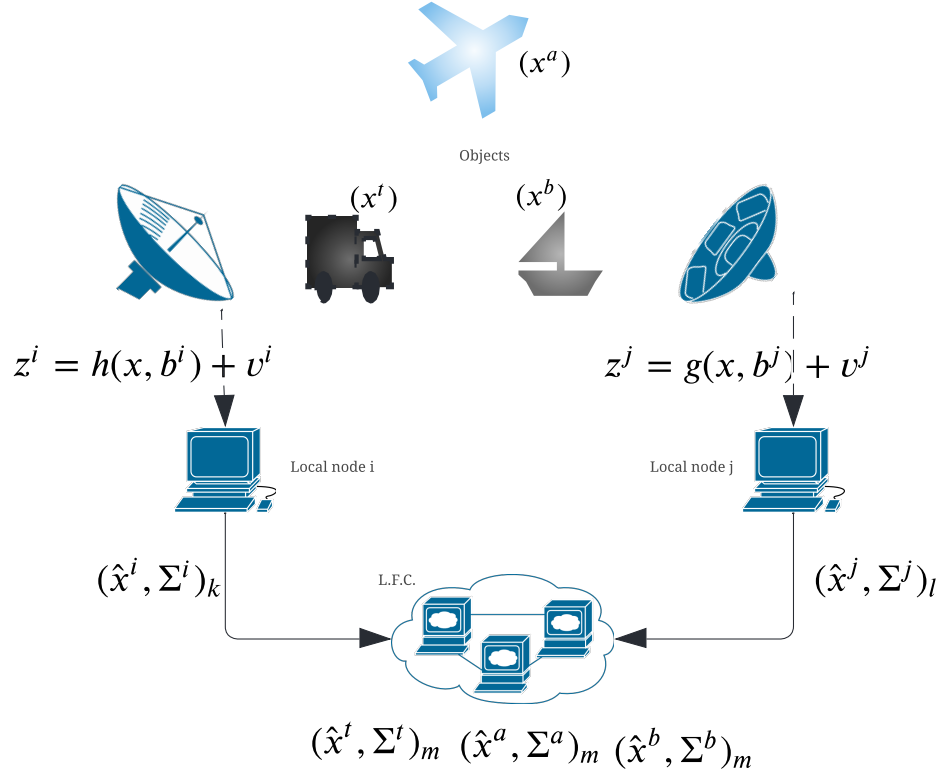 (x^a)
Objects
(x^t)
(x^b)
z^i = h(x, b^i) + v^i
z^j = g(x, b^j) + v^j
Local node i
Local node j
(x̂^i, Σ^i)_k
(x̂^j, Σ^j)_l
L.F.C.
(x̂^t, Σ^t)_m (x̂^a, Σ^a)_m (x̂^b, Σ^b)_m